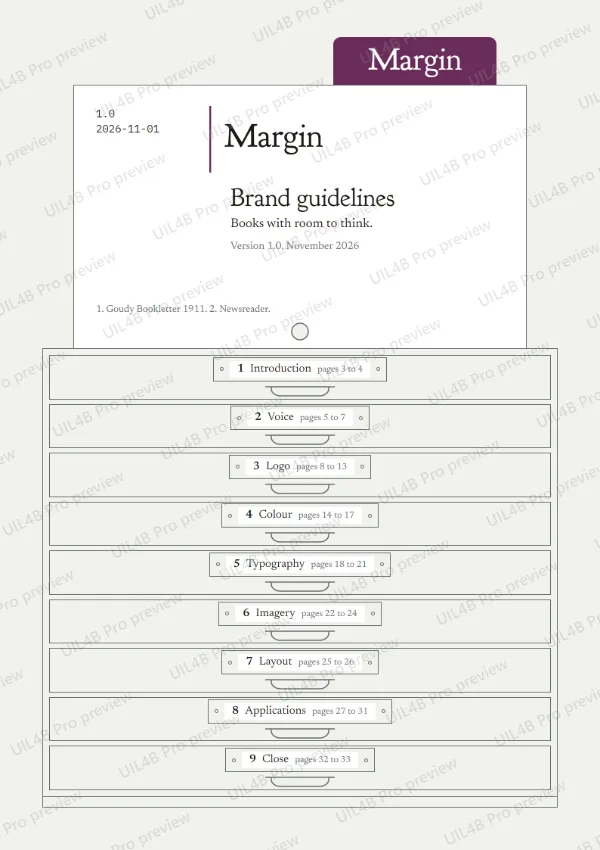 Margin
1.0
2026-11-01
Margin
Brand guidelines
Books with room to think.
Version 1.0, November 2026
1. Goudy Bookletter 1911. 2. Newsreader.
1 Introduction pages 3 to 4
2 Voice pages 5 to 7
3 Logo pages 8 to 13
4 Colour pages 14 to 17
5 Typography pages 18 to 21
6 Imagery pages 22 to 24
7 Layout pages 25 to 26
8 Applications pages 27 to 31
9 Close pages 32 to 33
UIL4B Pro preview